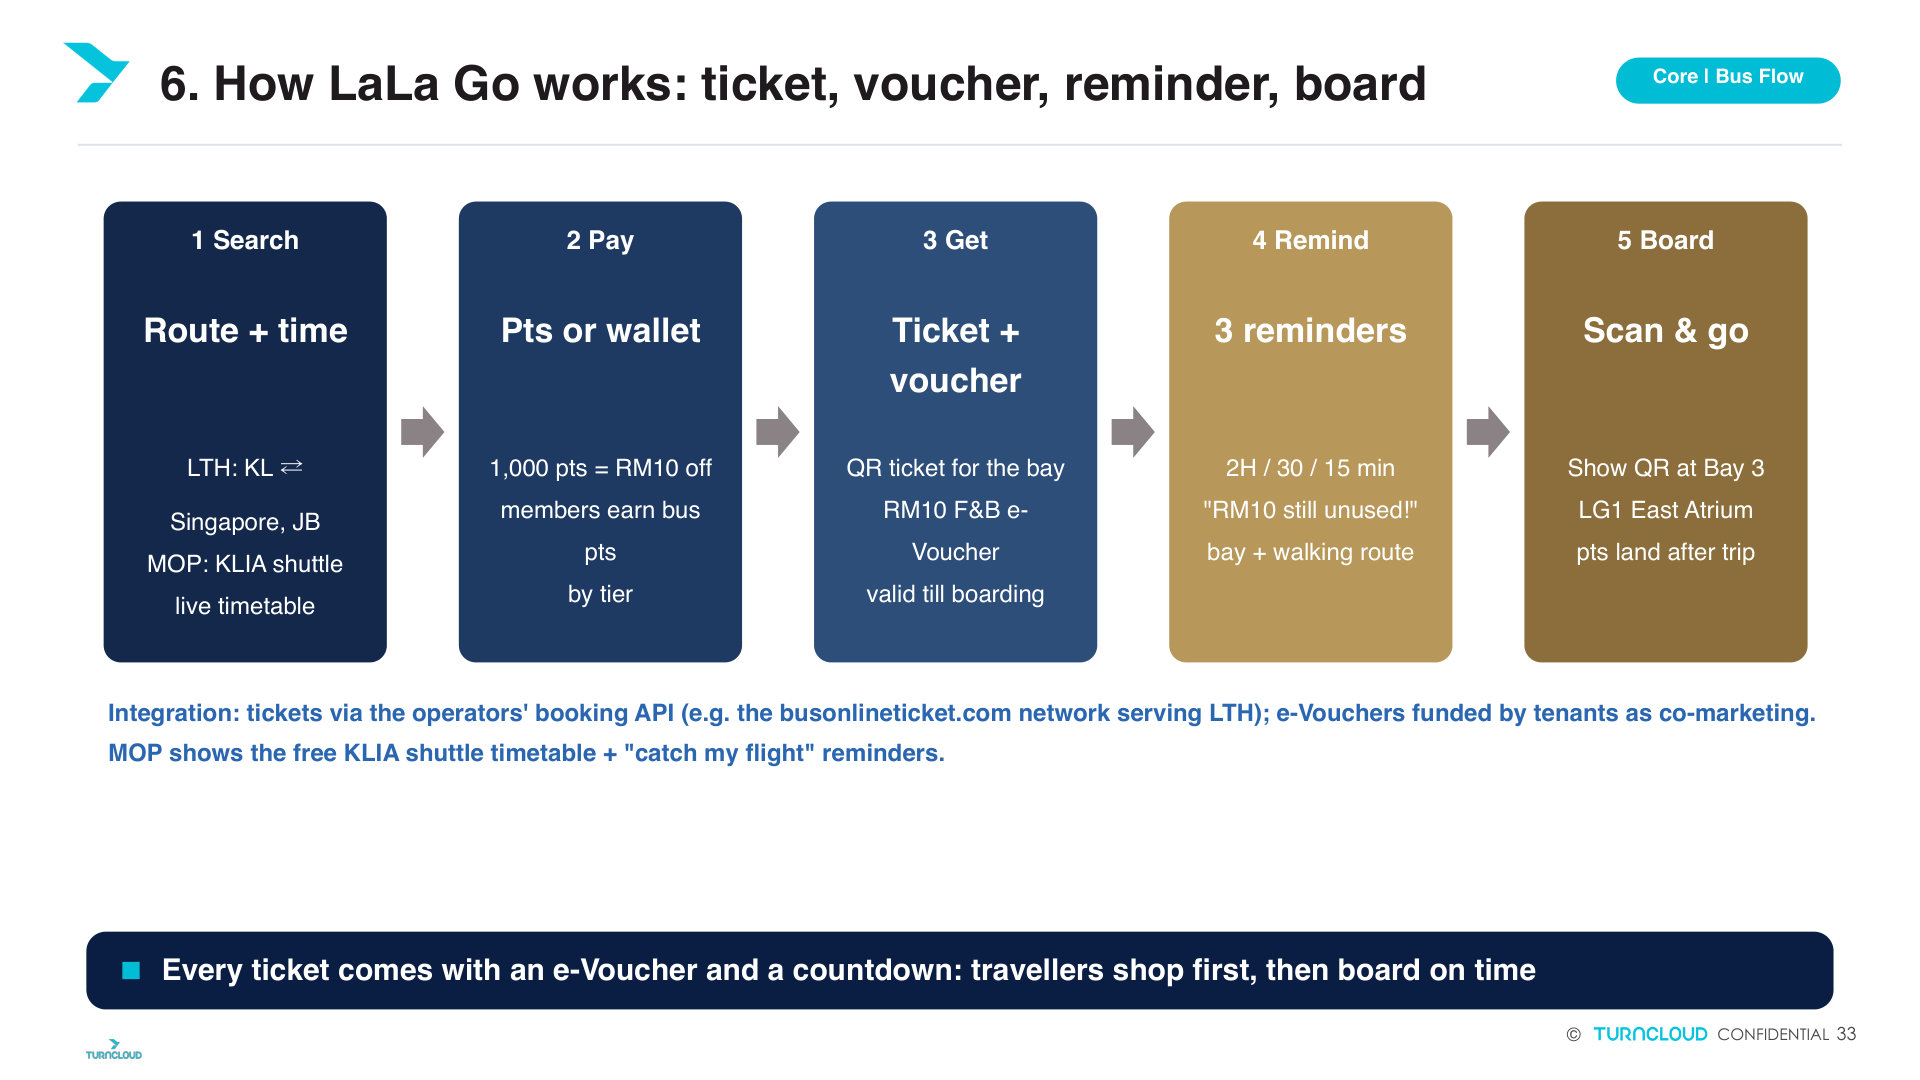 6. How LaLa Go works: ticket, voucher, reminder, board
Core | Bus Flow
1 Search
Route + time
LTH: KL ⇄
Singapore, JB
MOP: KLIA shuttle
live timetable
2 Pay
Pts or wallet
1,000 pts = RM10 off
members earn bus
pts
by tier
3 Get
Ticket +
voucher
QR ticket for the bay
RM10 F&B e-
Voucher
valid till boarding
4 Remind
3 reminders
2H / 30 / 15 min
"RM10 still unused!"
bay + walking route
5 Board
Scan & go
Show QR at Bay 3
LG1 East Atrium
pts land after trip
Integration: tickets via the operators' booking API (e.g. the busonlineticket.com network serving LTH); e-Vouchers funded by tenants as co-marketing.
MOP shows the free KLIA shuttle timetable + "catch my flight" reminders.
■ Every ticket comes with an e-Voucher and a countdown: travellers shop first, then board on time
© TURNCLOUD CONFIDENTIAL 33
TURNCLOUD